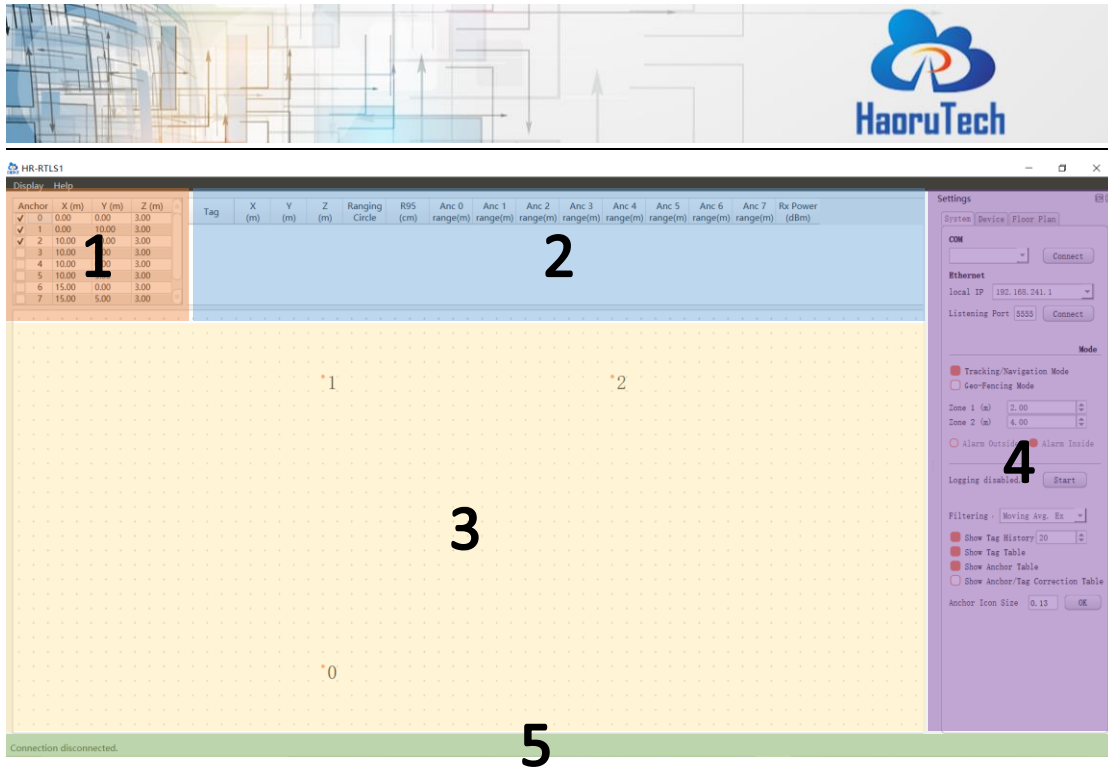 HaoruTech
HR-RTLS1
Display Help
Anchor X (m) Y (m) Z (m)
0 0.00 0.00 3.00
1 0.00 10.00 3.00
2 10.00 3.00
3 10.00 3.00
4 10.00 3.00
5 10.00 3.00
6 15.00 0.00 3.00
7 15.00 5.00 3.00
1
Tag X (m) Y (m) Z (m) Ranging Circle R95 (cm) Anc 0 range(m) Anc 1 range(m) Anc 2 range(m) Anc 3 range(m) Anc 4 range(m) Anc 5 range(m) Anc 6 range(m) Anc 7 range(m) Rx Power (dBm)
2
1
2
3
0
Settings
System Device Floor Plan
COM
Connect
Ethernet
local IP 192.168.241.1
Listening Port 5555 Connect
Mode
Tracking/Navigation Mode
Geo-Fencing Mode
Zone 1 (m) 2.00
Zone 2 (m) 4.00
Alarm Outside Alarm Inside
4
Logging disabled. Start
Filtering : Moving Avg. Ex
Show Tag History 20
Show Tag Table
Show Anchor Table
Show Anchor/Tag Correction Table
Anchor Icon Size 0.13 OK
Connection disconnected.
5